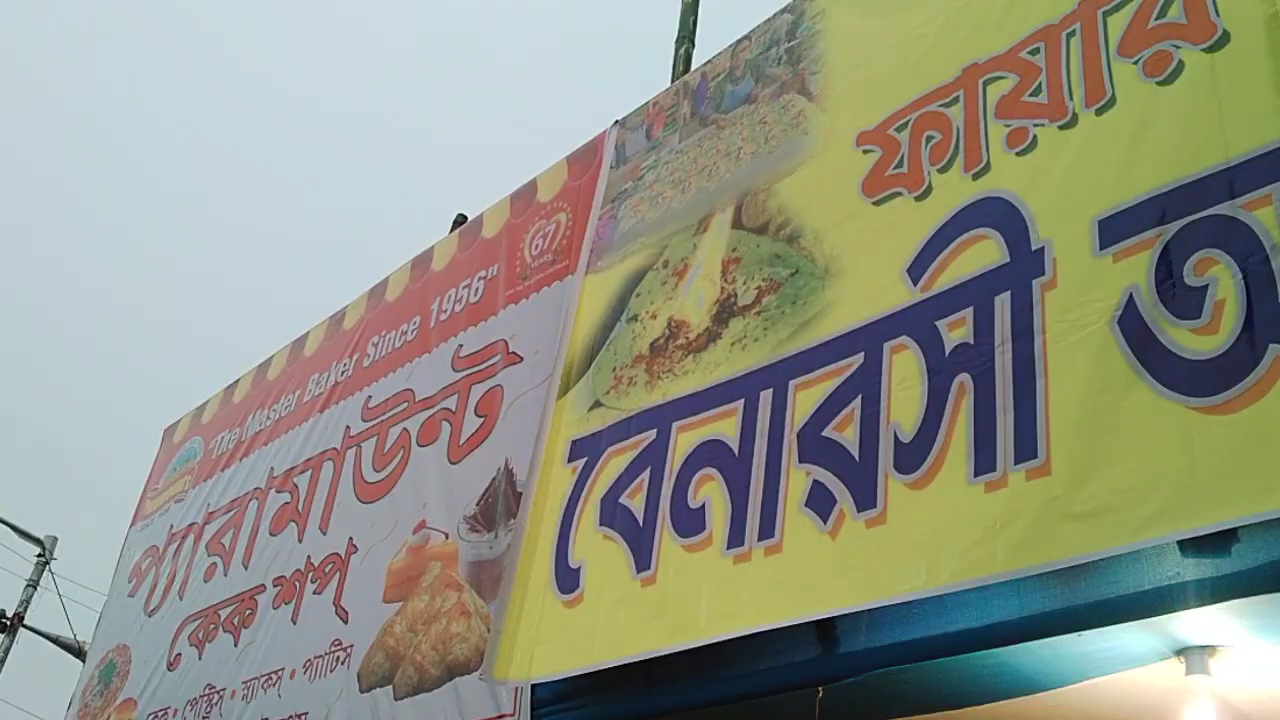 "The Master Baker Since 1956"
67
YEARS
প্যারামাউন্ট
কেক শপ্
কেক • পেস্ট্রিস্ • স্ন্যাকস্ • প্যাটিস্
ফায়ার
বেনারসী